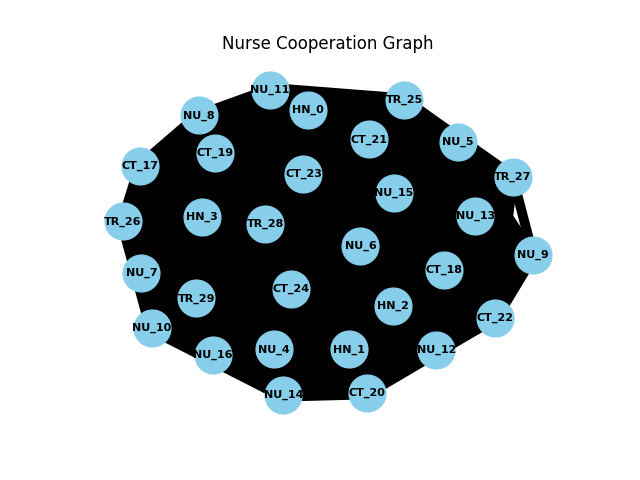 Nurse Cooperation Graph
NU_11
TR_25
HN_0
NU_8
CT_21
NU_5
CT_19
CT_17
CT_23
TR_27
NU_15
HN_3
NU_13
TR_26
TR_28
NU_6
NU_9
CT_18
NU_7
CT_24
TR_29
HN_2
CT_22
NU_10
NU_4
HN_1
NU_12
NU_16
CT_20
NU_14